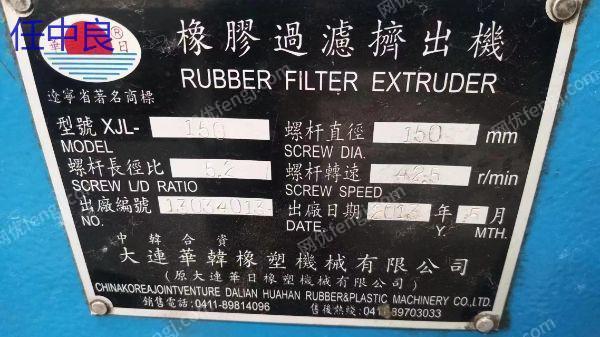 任中良
華日®
遼寧省著名商標
橡膠過濾擠出機
RUBBER FILTER EXTRUDER
型號 XJL- 150
MODEL
螺杆直徑 150 mm
SCREW DIA.
螺杆長徑比 5.2
SCREW L/D RATIO
螺杆轉速 42.5 r/min
SCREW SPEED
出廠編號 13034013
NO.
出廠日期 2013 年 5 月
DATE. Y. MTH.
中韓合資
大連華韓橡塑機械有限公司
(原大連華日橡塑機械有限公司)
CHINAKOREAJOINTVENTURE DALIAN HUAHAN RUBBER&PLASTIC MACHINERY CO.,LTD.
銷售電話:0411-89814096
售後熱綫:0411-89703033